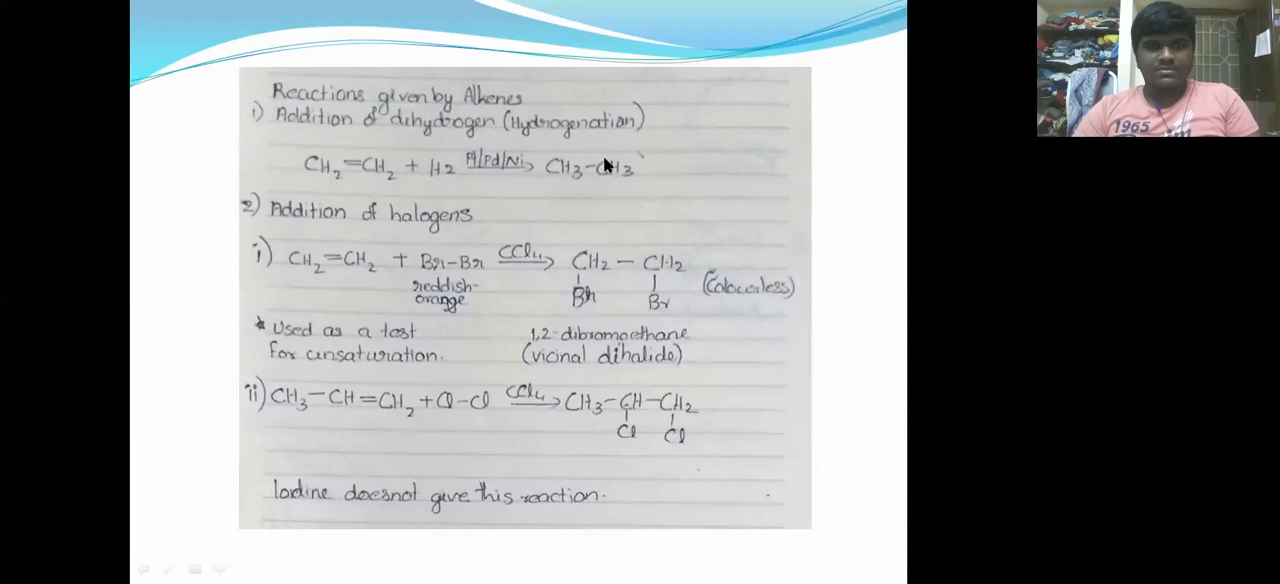 Reactions given by Alkenes
1) Addition of dihydrogen (Hydrogenation)
CH2=CH2 + H2 Pt/Pd/Ni→ CH3-CH3
2) Addition of halogens
i) CH2=CH2 + Br-Br CCl4→ CH2 — CH2
reddish-
orange
Br
Br
(Colourless)
* Used as a test
for unsaturation.
1,2-dibromoethane
(vicinal dihalide)
ii) CH3-CH=CH2+Cl-Cl CCl4→ CH3-CH-CH2
Cl Cl
Iodine doesnot give this reaction.
1965